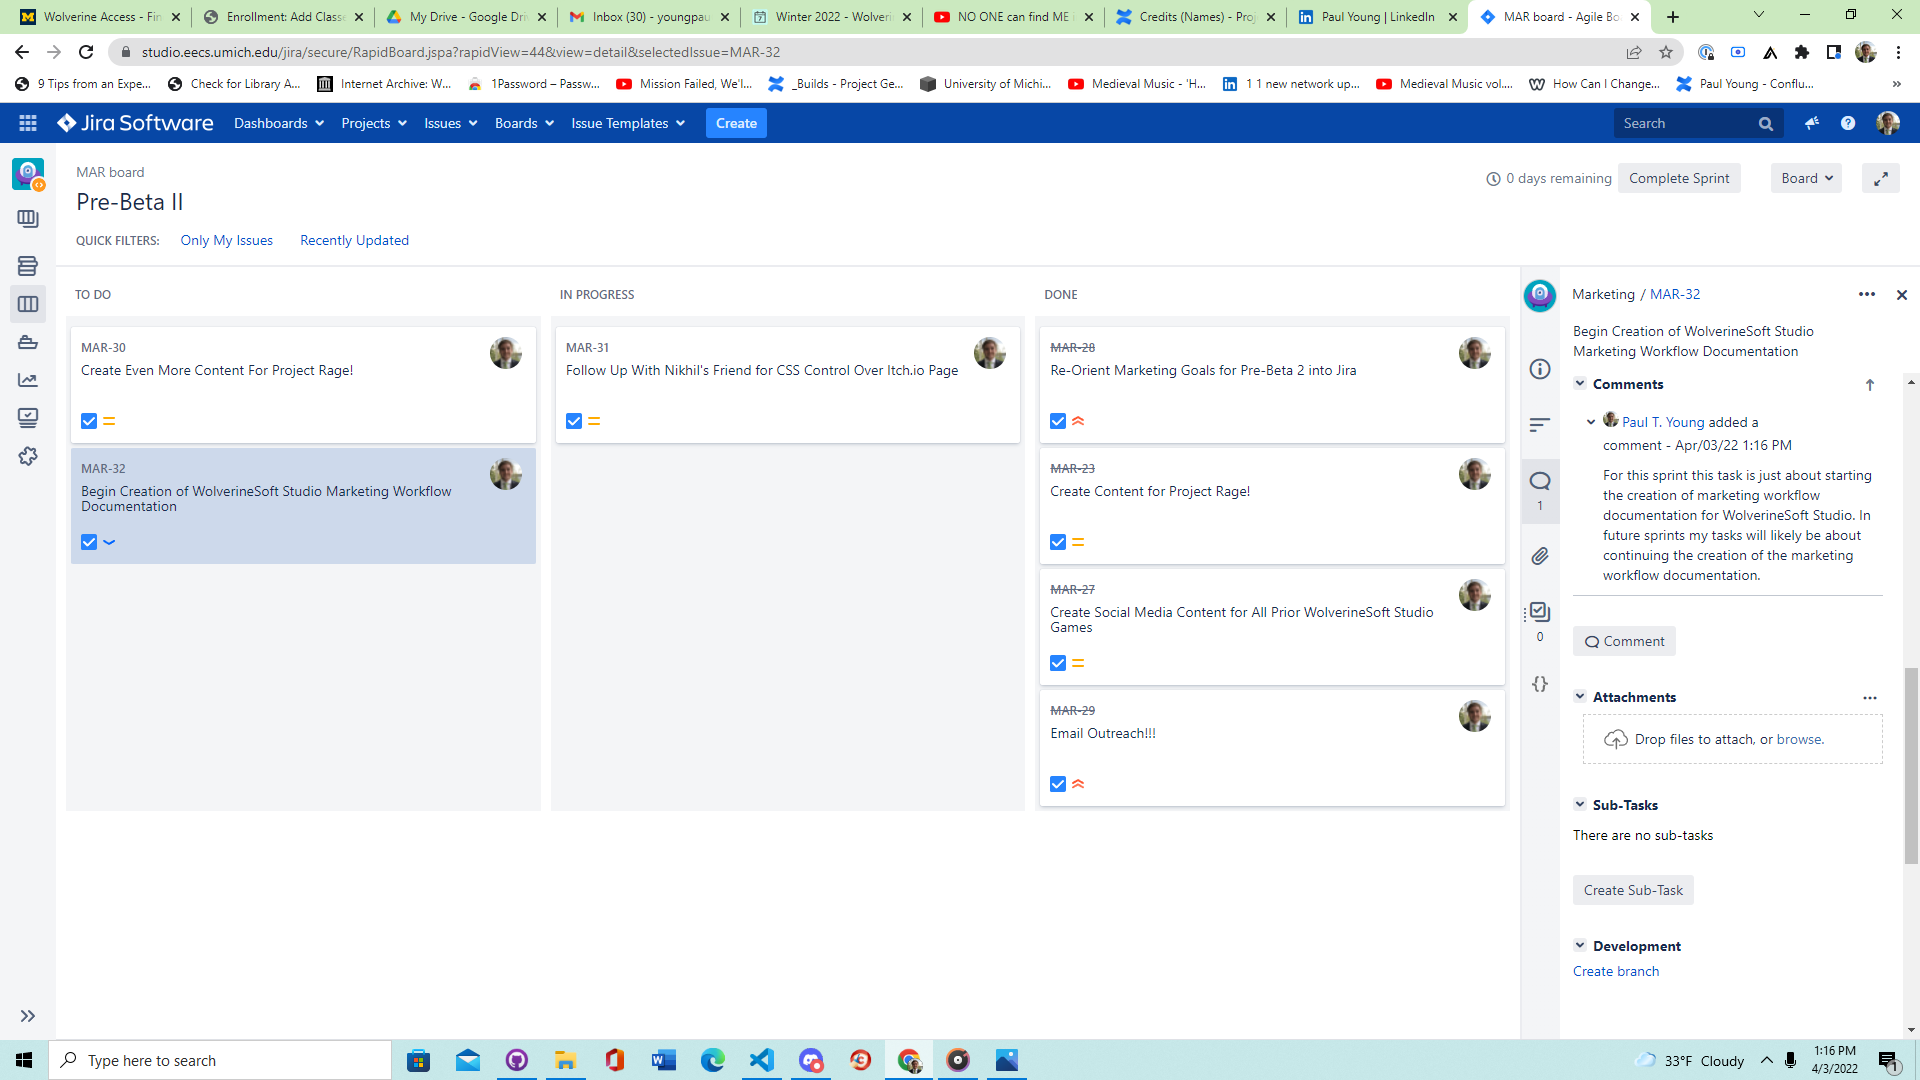 Wolverine Access - Fin
Enrollment: Add Classe
My Drive - Google Driv
Inbox (30) - youngpau
Winter 2022 - Wolverin
NO ONE can find ME i
Credits (Names) - Proj
Paul Young | LinkedIn
MAR board - Agile Bo
studio.eecs.umich.edu/jira/secure/RapidBoard.jspa?rapidView=44&view=detail&selectedIssue=MAR-32
9 Tips from an Expe...
Check for Library A...
Internet Archive: W...
1Password – Passw...
Mission Failed, We'l...
_Builds - Project Ge...
University of Michi...
Medieval Music - 'H...
1 1 new network up...
Medieval Music vol....
How Can I Change...
Paul Young - Conflu...
»
Jira Software
Dashboards
Projects
Issues
Boards
Issue Templates
Create
Search
MAR board
Pre-Beta II
0 days remaining
Complete Sprint
Board
QUICK FILTERS:
Only My Issues
Recently Updated
TO DO
MAR-30
Create Even More Content For Project Rage!
MAR-32
Begin Creation of WolverineSoft Studio Marketing Workflow
Documentation
IN PROGRESS
MAR-31
Follow Up With Nikhil's Friend for CSS Control Over Itch.io Page
DONE
MAR-28
Re-Orient Marketing Goals for Pre-Beta 2 into Jira
MAR-23
Create Content for Project Rage!
MAR-27
Create Social Media Content for All Prior WolverineSoft Studio
Games
MAR-29
Email Outreach!!!
1
0
{}
Marketing / MAR-32
Begin Creation of WolverineSoft Studio
Marketing Workflow Documentation
Comments
Paul T. Young added a
comment - Apr/03/22 1:16 PM
For this sprint this task is just about starting
the creation of marketing workflow
documentation for WolverineSoft Studio. In
future sprints my tasks will likely be about
continuing the creation of the marketing
workflow documentation.
Comment
Attachments
Drop files to attach, or browse.
Sub-Tasks
There are no sub-tasks
Create Sub-Task
Development
Create branch
Type here to search
33°F Cloudy
1:16 PM
4/3/2022
1